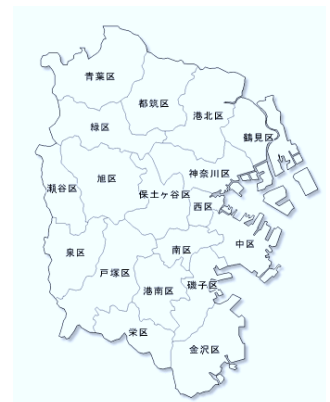 青葉区
都筑区
港北区
緑区
鶴見区
神奈川区
瀬谷区
旭区
保土ヶ谷区
西区
泉区
南区
中区
戸塚区
港南区
磯子区
栄区
金沢区